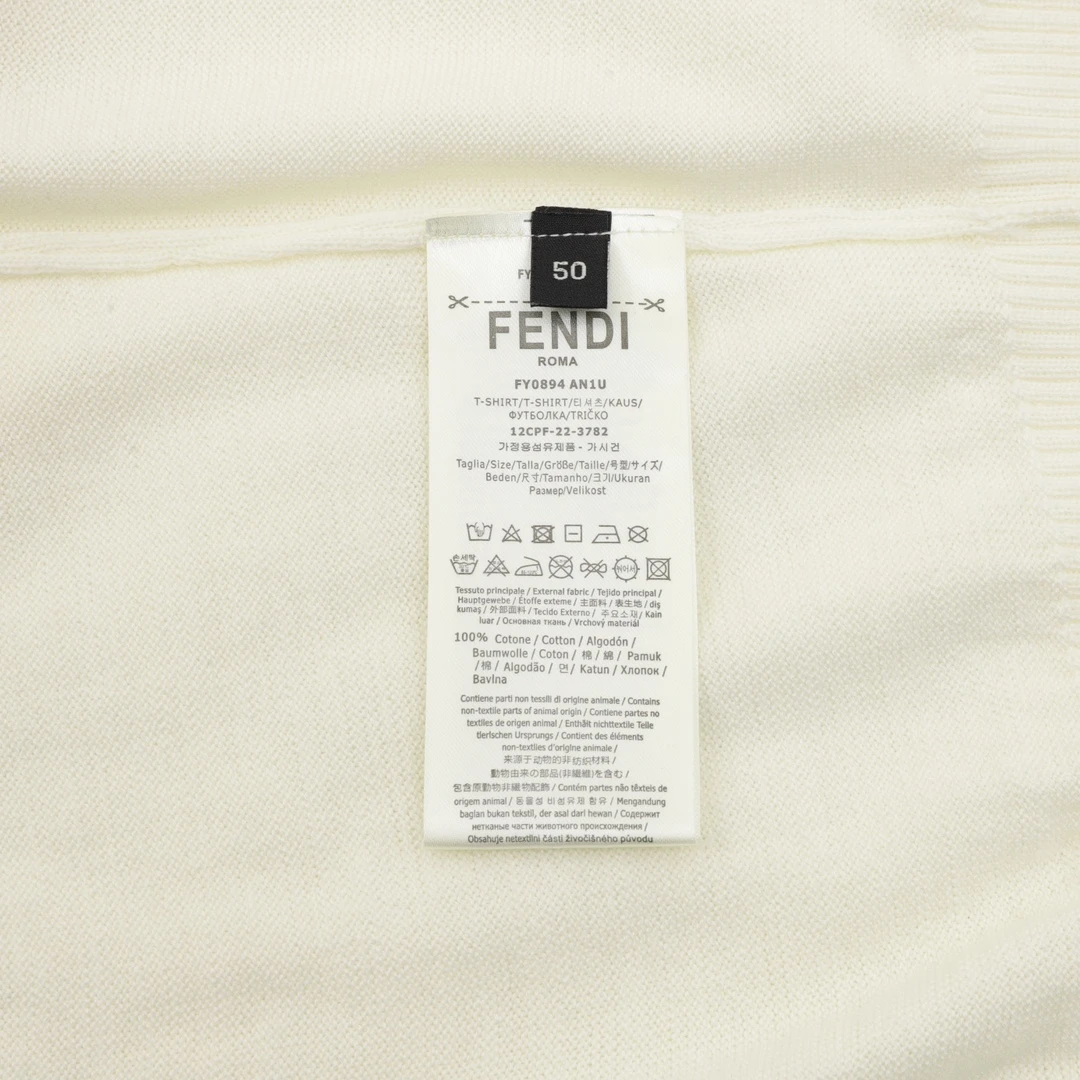 50
FY
FENDI
ROMA
FY0894 AN1U
T-SHIRT/T-SHIRT/티셔츠/KAUS/
ФУТБОЛКА/TRIČKO
12CPF-22-3782
가정용섬유제품 - 가시건
Taglia/Size/Talla/Größe/Taille/号型/サイズ/
Beden/尺寸/Tamanho/크기/Ukuran
Размер/Velikost
손세탁
Tessuto principale / External fabric / Tejido principal /
Hauptgewebe / Étoffe exteme / 主面料 / 表生地 / diş
kumaş / 外部面料 / Tecido Externo / 주요소재 / Kain
luar / Основная ткань / Vrchový materiál
100% Cotone / Cotton / Algodón /
Baumwolle / Coton / 棉 / 綿 / Pamuk
/ 棉 / Algodão / 면 / Katun / Хлопок /
Bavlna
Contiene parti non tessili di origine animale / Contains
non-textile parts of animal origin / Contiene partes no
textiles de origen animal / Enthält nichttextile Teile
tierischen Ursprungs / Contient des éléments
non-textiles d'origine animale /
来源于动物的非纺织材料 /
動物由来の部品(非繊維)を含む /
包含原動物非織物配飾 / Contém partes não têxteis de
origem animal / 동물성 비섬유제 함유 / Mengandung
bagian bukan tekstil, der asal dari hewan / Содержит
нетканые части животного происхождения /
Obsahuje netextlíní části živočišného původu